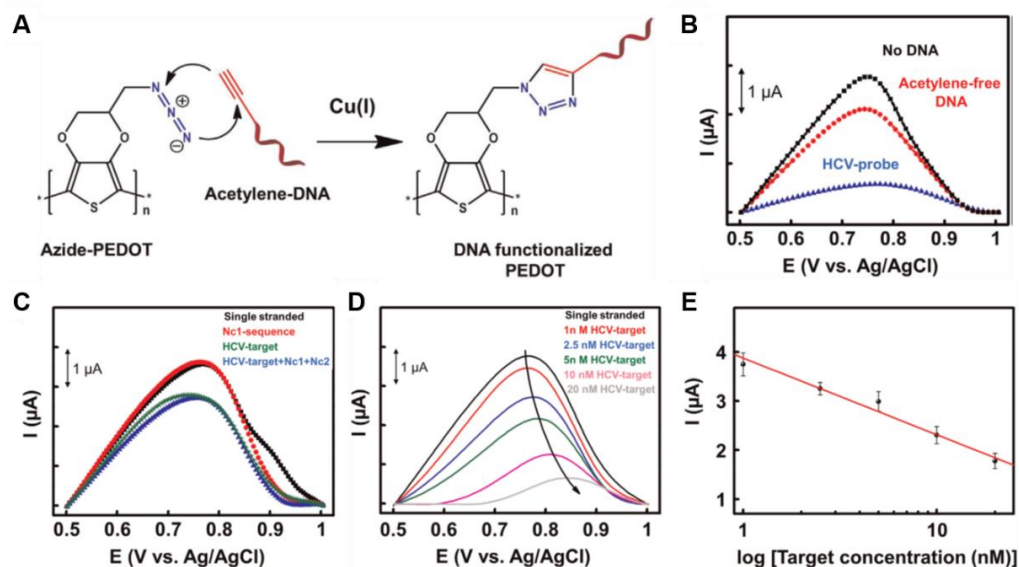 A
N
N
N
⊕
⊖
O
O
S
*
*
n
Azide-PEDOT
Acetylene-DNA
Cu(I)
N
N
N
O
O
S
*
*
n
DNA functionalized
PEDOT
B
I (µA)
1 µA
No DNA
Acetylene-free
DNA
HCV-probe
0.5 0.6 0.7 0.8 0.9 1
E (V vs. Ag/AgCl)
C
I (µA)
1 µA
Single stranded
Nc1-sequence
HCV-target
HCV-target+Nc1+Nc2
0.5 0.6 0.7 0.8 0.9 1
E (V vs. Ag/AgCl)
D
I (µA)
1 µA
Single stranded
1n M HCV-target
2.5 nM HCV-target
5n M HCV-target
10 nM HCV-target
20 nM HCV-target
0.5 0.6 0.7 0.8 0.9 1
E (V vs. Ag/AgCl)
E
I (µA)
4
3
2
1
1 10
log [Target concentration (nM)]